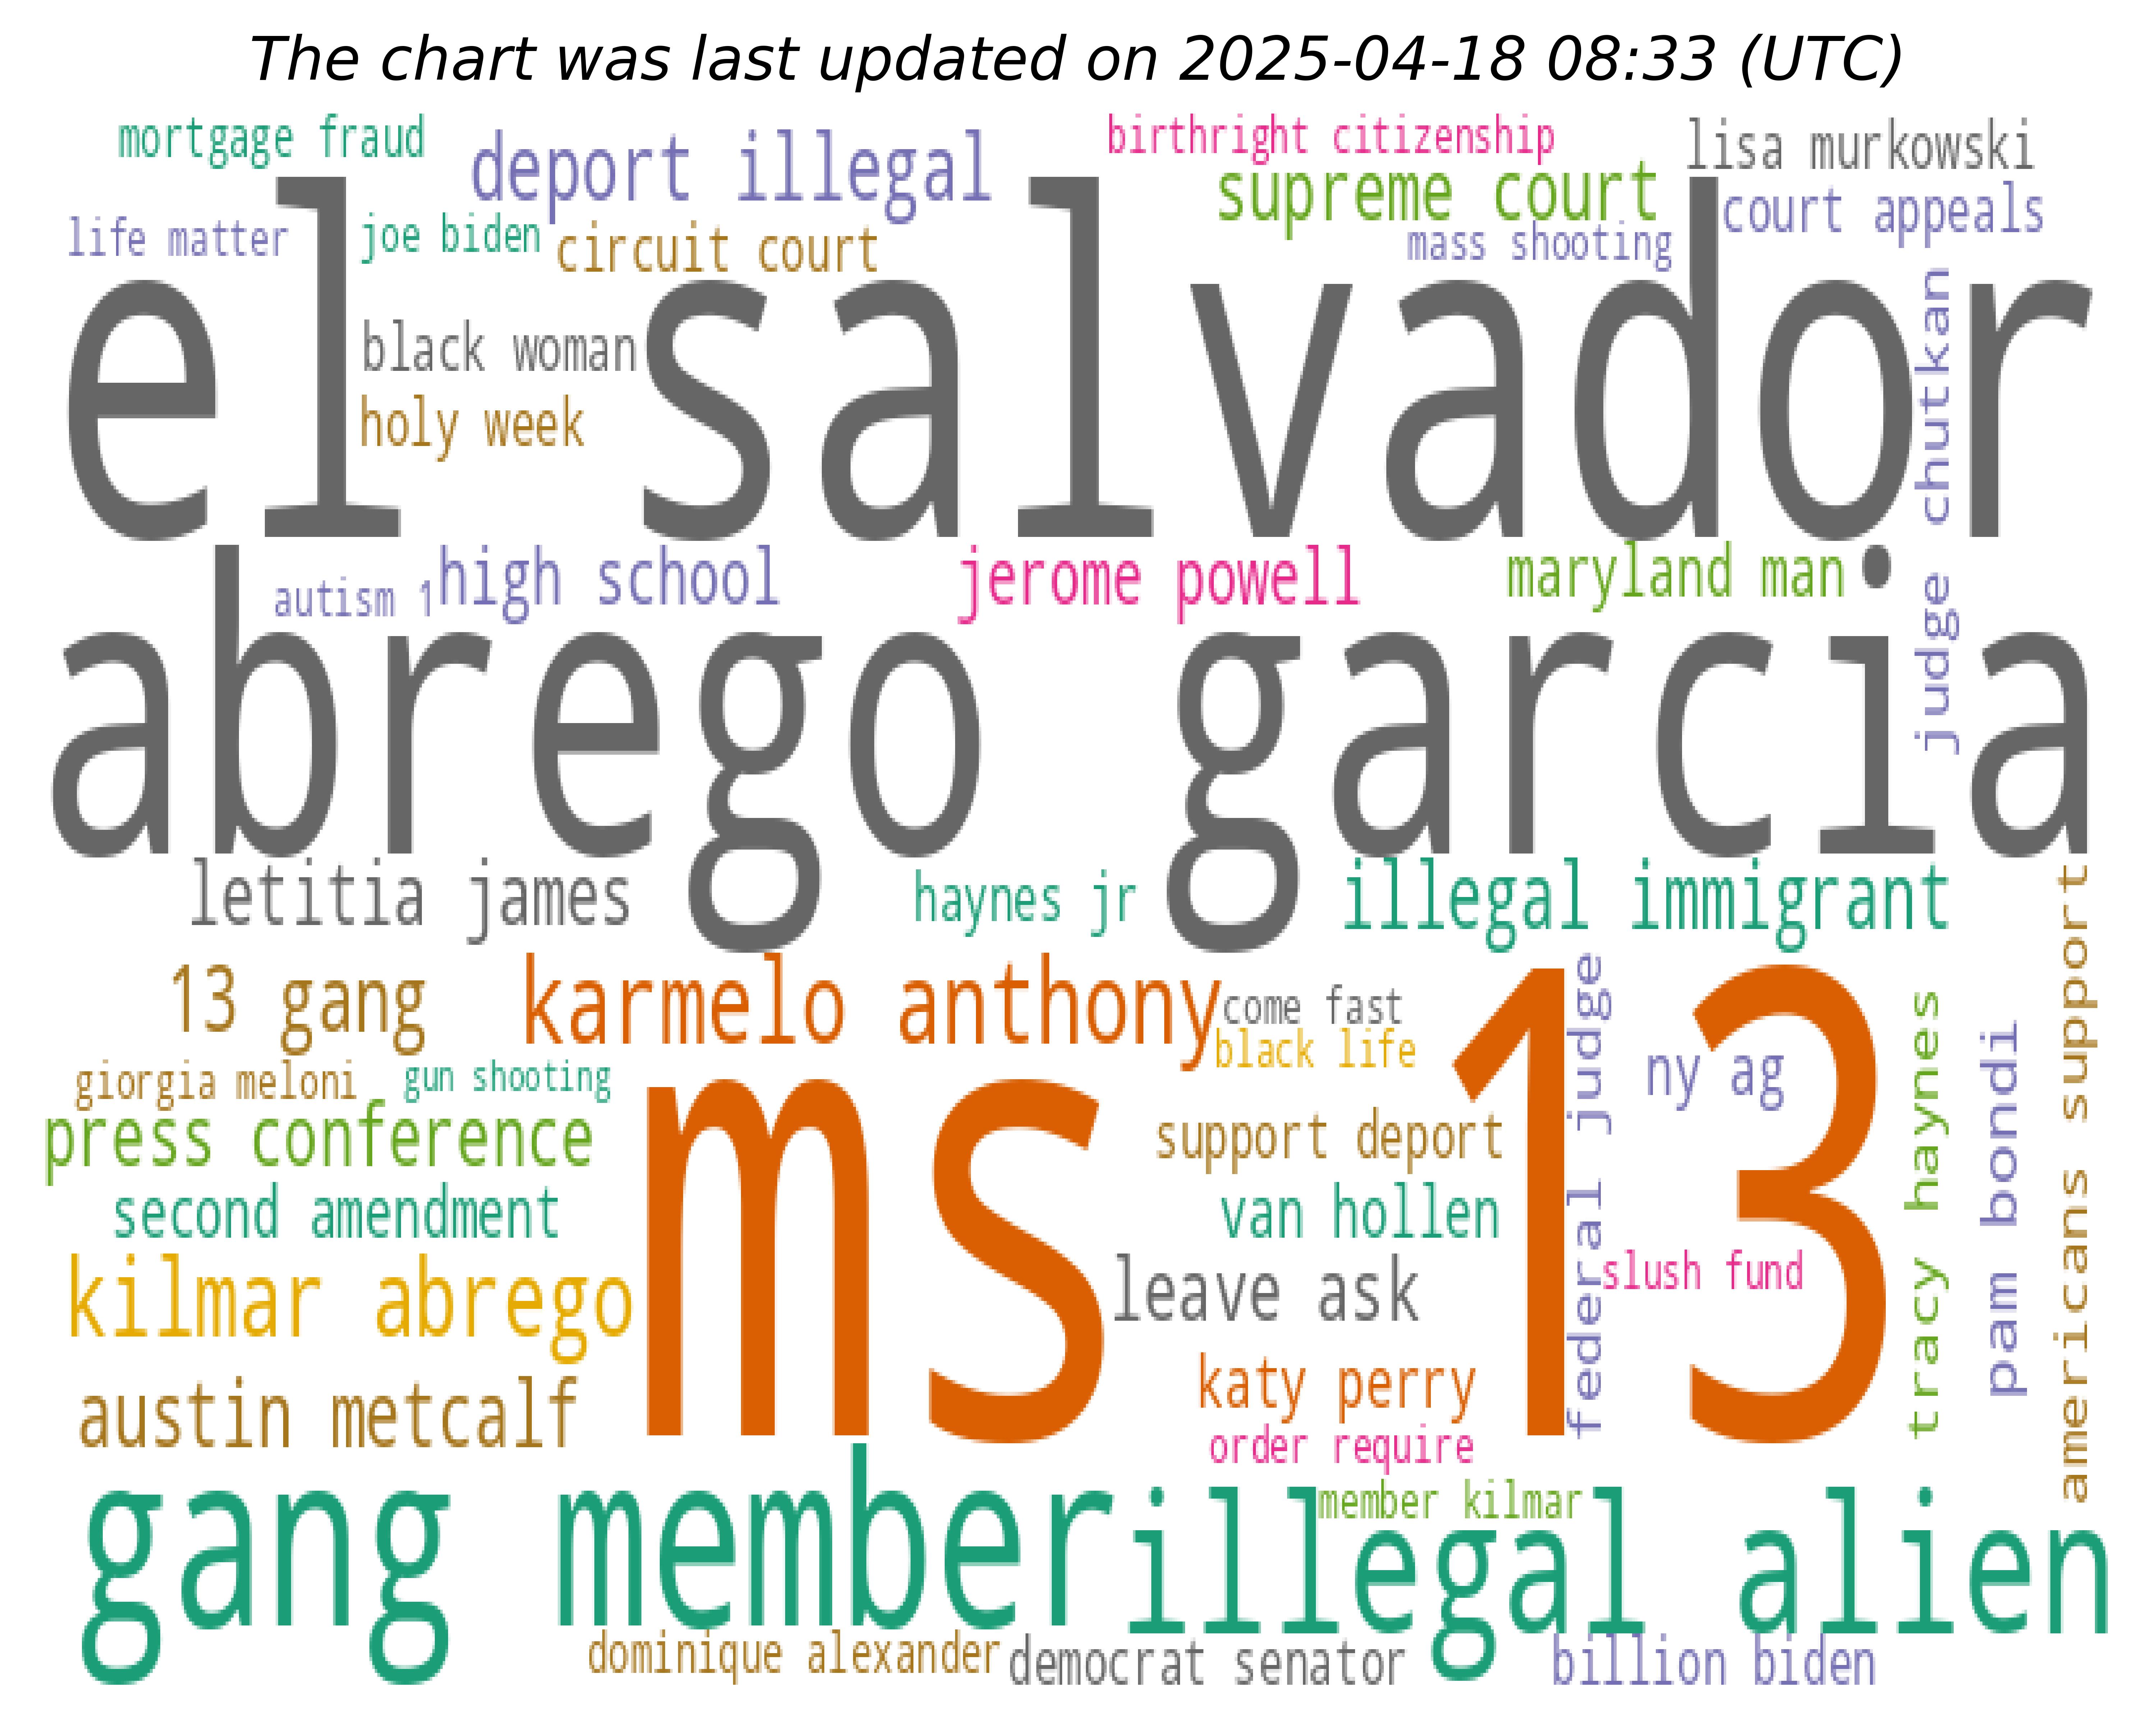 The chart was last updated on 2025-04-18 08:33 (UTC)
mortgage fraud
deport illegal
birthright citizenship
lisa murkowski
supreme court
court appeals
life matter
joe biden
circuit court
mass shooting
el salvador
black woman
holy week
judge chutkan
autism 1
high school
jerome powell
maryland man
abrego garcia
letitia james
haynes jr
illegal immigrant
13 gang
karmelo anthony
come fast
black life
federal judge
ny ag
tracy haynes
pam bondi
americans support
giorgia meloni
gun shooting
press conference
ms 13
support deport
second amendment
van hollen
kilmar abrego
leave ask
slush fund
austin metcalf
katy perry
order require
gang member
member kilmar
illegal alien
dominique alexander
democrat senator
billion biden